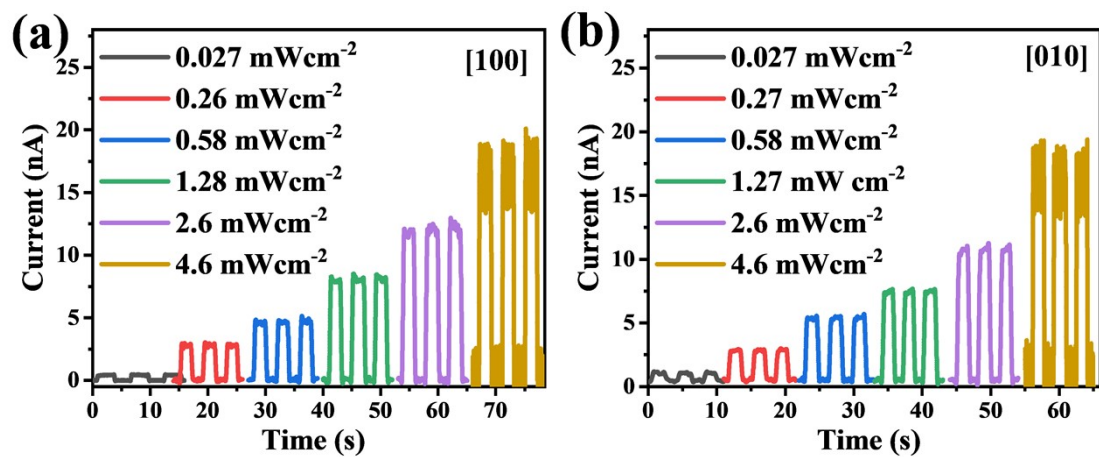 (a)
[100]
0.027 mWcm⁻²
0.26 mWcm⁻²
0.58 mWcm⁻²
1.28 mWcm⁻²
2.6 mWcm⁻²
4.6 mWcm⁻²
Current (nA)
25
20
15
10
5
0
0 10 20 30 40 50 60 70
Time (s)
(b)
[010]
0.027 mWcm⁻²
0.27 mWcm⁻²
0.58 mWcm⁻²
1.27 mW cm⁻²
2.6 mWcm⁻²
4.6 mWcm⁻²
Current (nA)
25
20
15
10
5
0
0 10 20 30 40 50 60
Time (s)